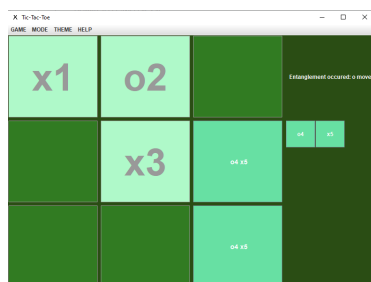 X Tic-Tac-Toe
GAME MODE THEME HELP
x1 o2
Entanglement occured: o move
x3 o4 x5
o4 x5
o4 x5